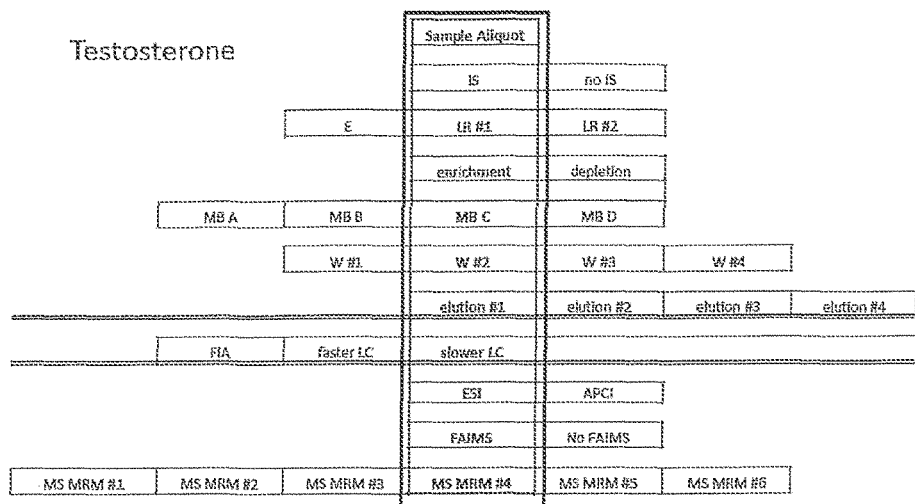 Testosterone
Sample Aliquot
IS no IS
E LR #1 LR #2
enrichment depletion
MB A MB B MB C MB D
W #1 W #2 W #3 W #4
elution #1 elution #2 elution #3 elution #4
FIA faster LC slower LC
ESI APCI
FAIMS No FAIMS
MS MRM #1 MS MRM #2 MS MRM #3 MS MRM #4 MS MRM #5 MS MRM #6